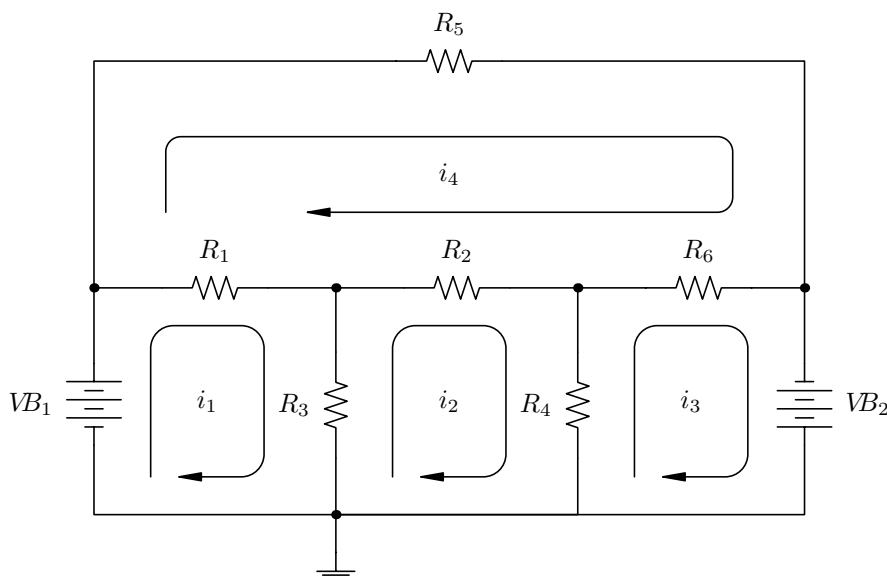 R₅
i₄
R₁ R₂ R₆
VB₁ i₁ R₃ i₂ R₄ i₃ VB₂